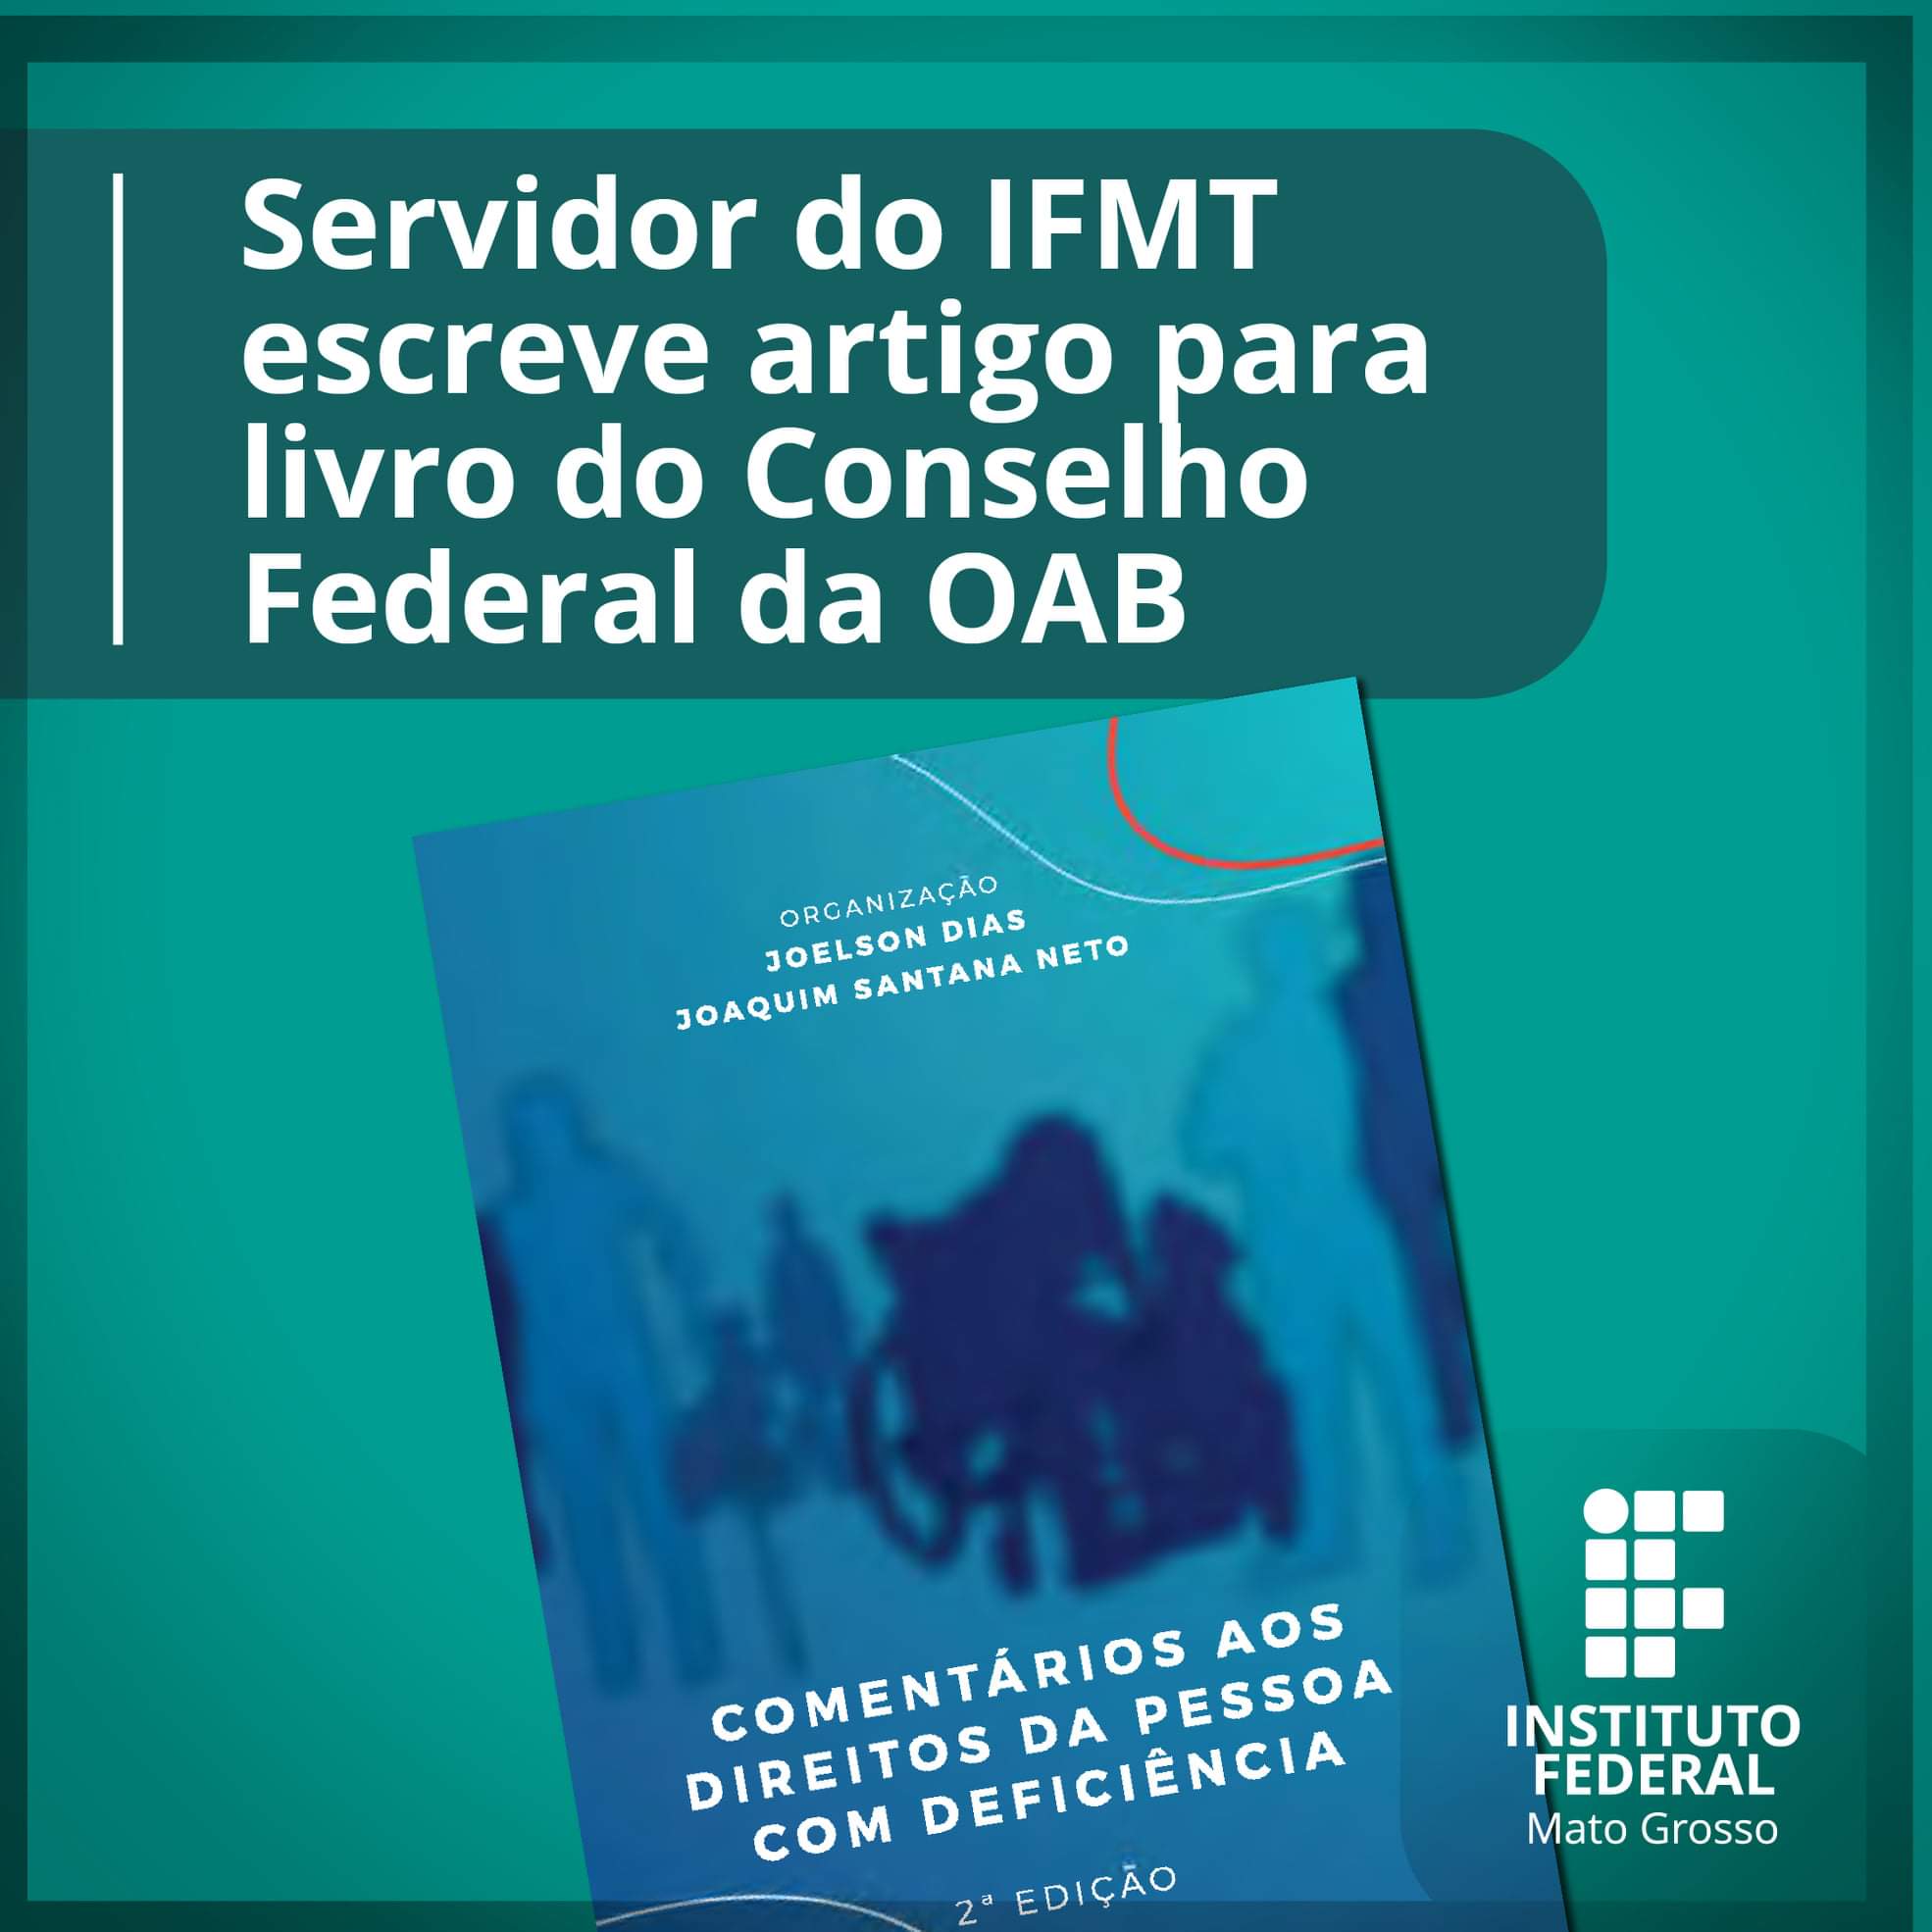 Servidor do IFMT
escreve artigo para
livro do Conselho
Federal da OAB
ORGANIZAÇÃO
JOELSON DIAS
JOAQUIM SANTANA NETO
COMENTÁRIOS AOS
DIREITOS DA PESSOA
COM DEFICIÊNCIA
2ª EDIÇÃO
INSTITUTO
FEDERAL
Mato Grosso